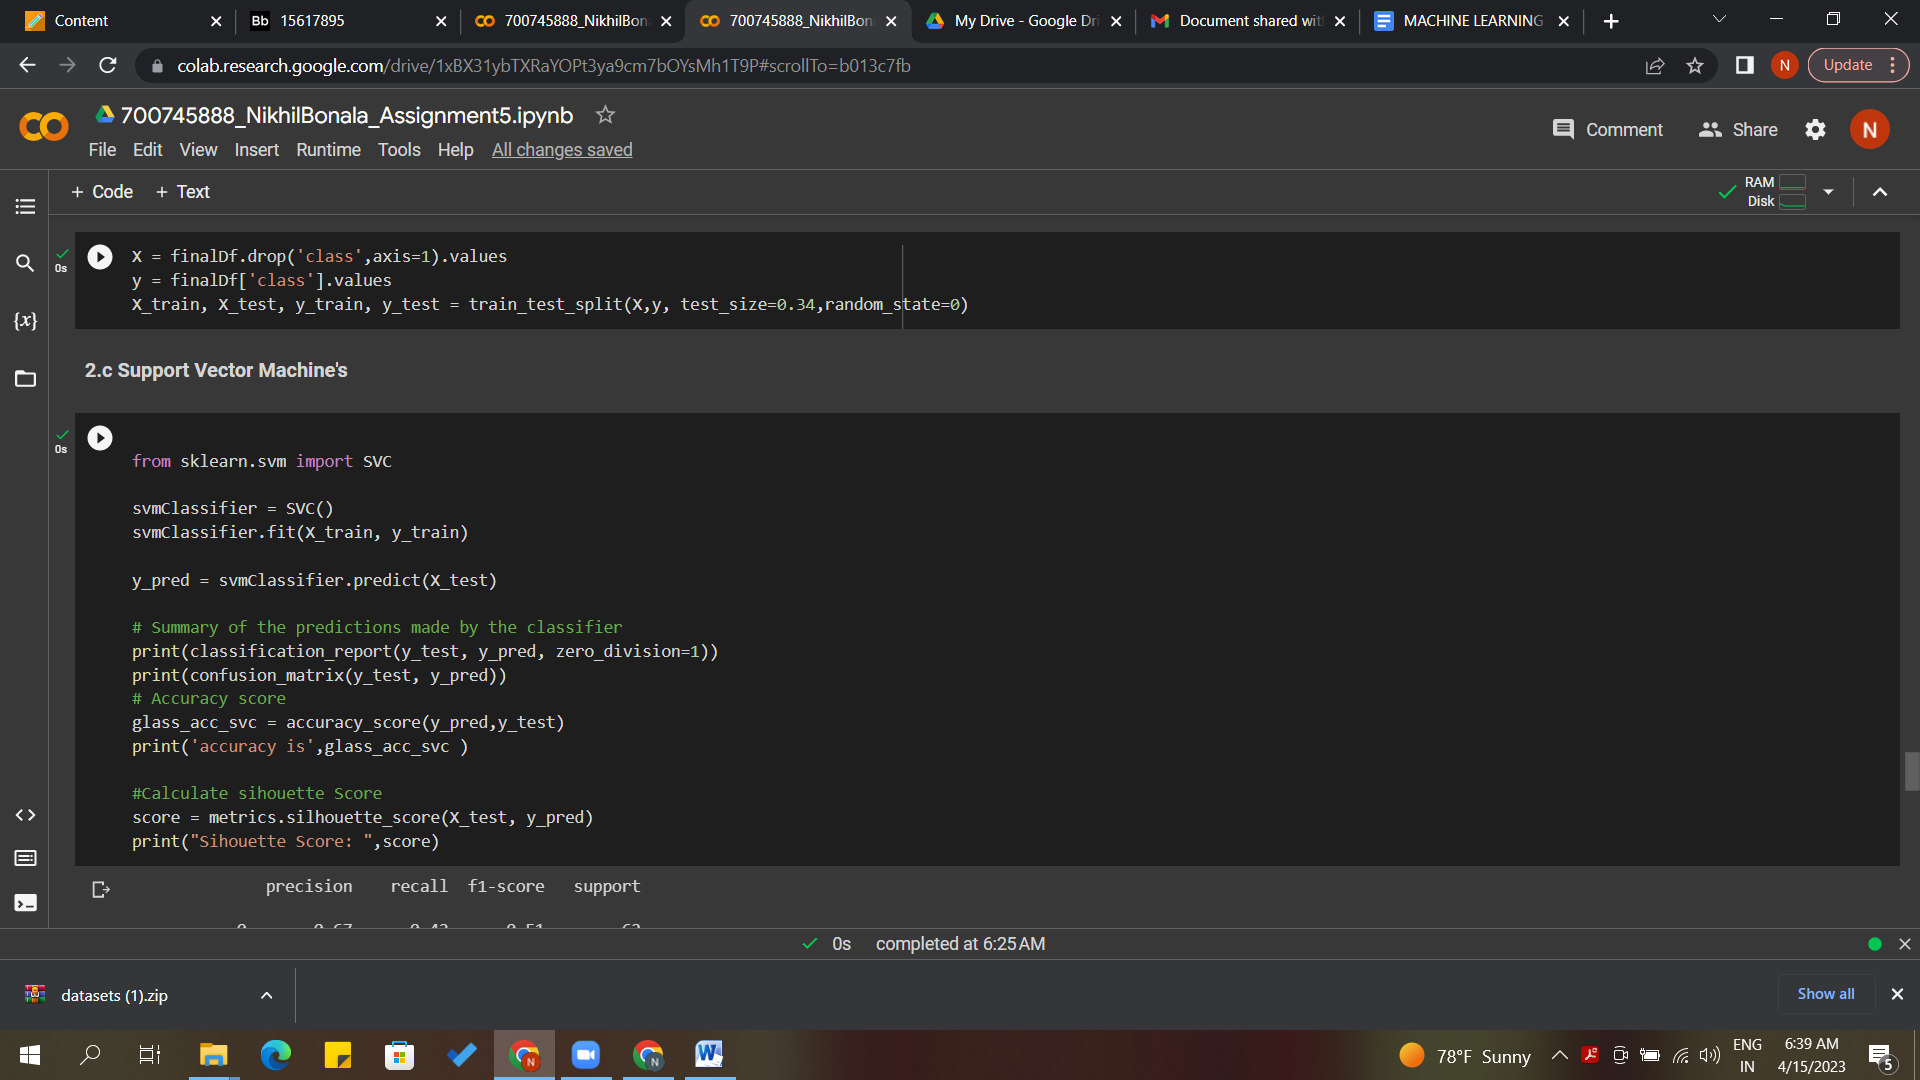 Content
15617895
700745888_NikhilBon
700745888_NikhilBon
My Drive - Google Dri
Document shared wit
MACHINE LEARNING
colab.research.google.com/drive/1xBX31ybTXRaYOPt3ya9cm7bOYsMh1T9P#scrollTo=b013c7fb
N
Update
700745888_NikhilBonala_Assignment5.ipynb
Comment
Share
N
File Edit View Insert Runtime Tools Help All changes saved
+ Code + Text
RAM
Disk
0s
X = finalDf.drop('class',axis=1).values
y = finalDf['class'].values
X_train, X_test, y_train, y_test = train_test_split(X,y, test_size=0.34,random_state=0)
2.c Support Vector Machine's
0s
from sklearn.svm import SVC
svmClassifier = SVC()
svmClassifier.fit(X_train, y_train)
y_pred = svmClassifier.predict(X_test)
# Summary of the predictions made by the classifier
print(classification_report(y_test, y_pred, zero_division=1))
print(confusion_matrix(y_test, y_pred))
# Accuracy score
glass_acc_svc = accuracy_score(y_pred,y_test)
print('accuracy is',glass_acc_svc )
#Calculate sihouette Score
score = metrics.silhouette_score(X_test, y_pred)
print("Sihouette Score: ",score)
precision recall f1-score support
0s completed at 6:25 AM
datasets (1).zip
Show all
78°F Sunny
ENG
IN
6:39 AM
4/15/2023
5